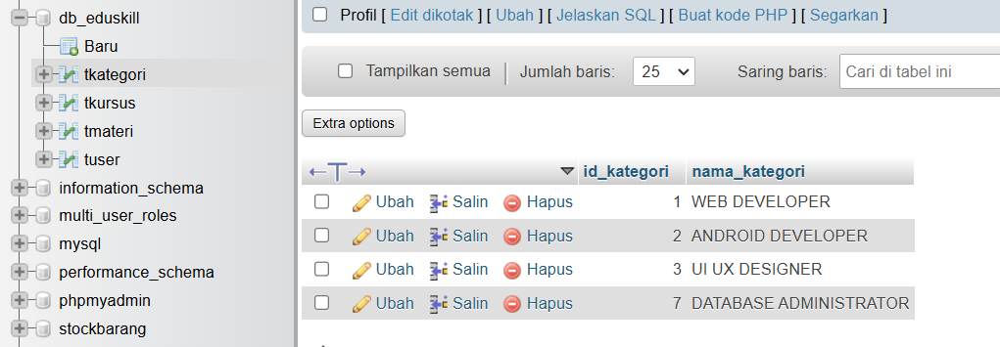 db_eduskill
Baru
tkategori
tkursus
tmateri
tuser
information_schema
multi_user_roles
mysql
performance_schema
phpmyadmin
stockbarang
Profil [ Edit dikotak ] [ Ubah ] [ Jelaskan SQL ] [ Buat kode PHP ] [ Segarkan ]
Tampilkan semua | Jumlah baris: 25 Saring baris: Cari di tabel ini
Extra options
←T→ id_kategori nama_kategori
Ubah Salin Hapus 1 WEB DEVELOPER
Ubah Salin Hapus 2 ANDROID DEVELOPER
Ubah Salin Hapus 3 UI UX DESIGNER
Ubah Salin Hapus 7 DATABASE ADMINISTRATOR